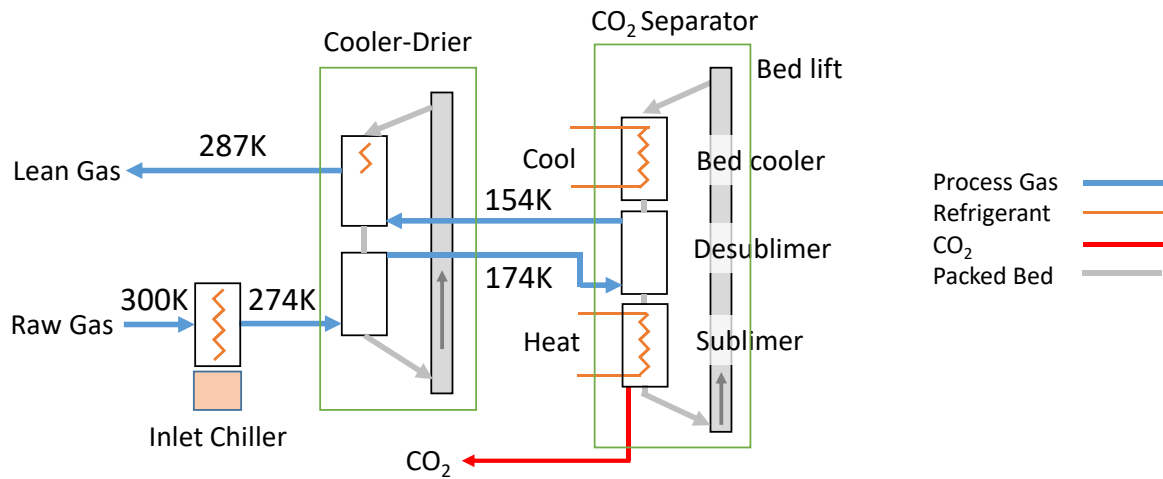 CO₂ Separator
Cooler-Drier
Bed lift
287K
Lean Gas
Cool
Bed cooler
154K
Desublimer
174K
300K
274K
Raw Gas
Heat
Sublimer
Inlet Chiller
CO₂
Process Gas
Refrigerant
CO₂
Packed Bed